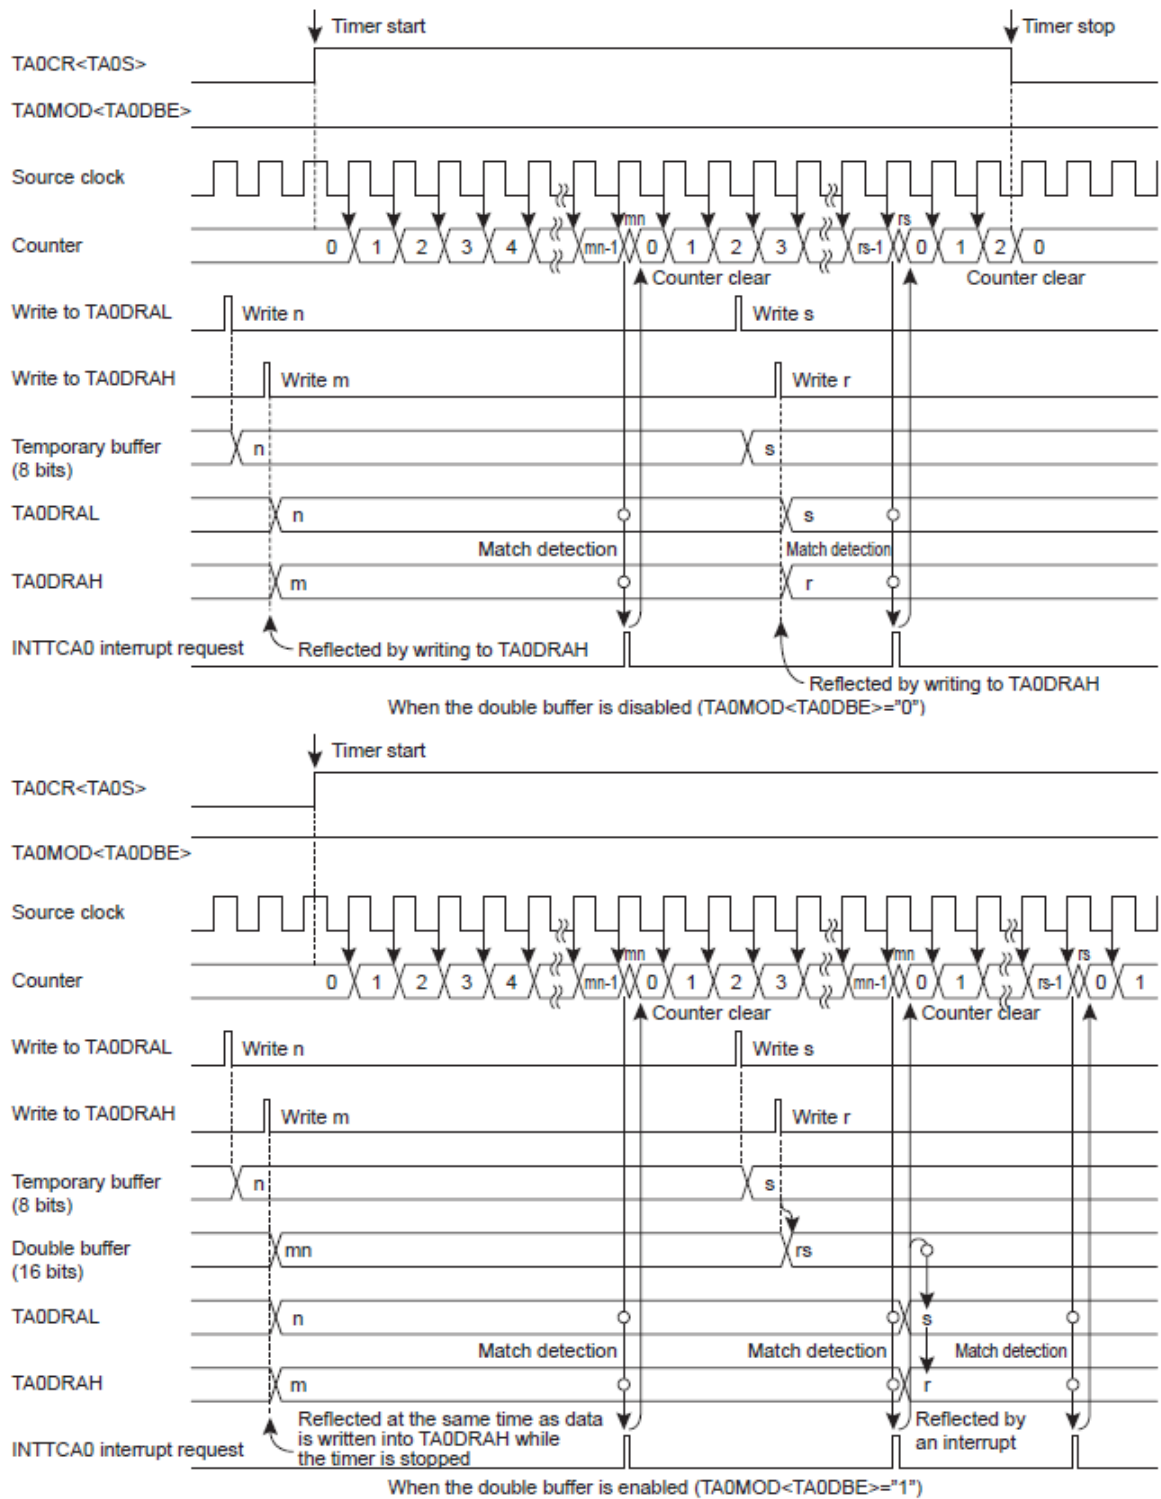 Timer start
Timer stop
TA0CR<TA0S>
TA0MOD<TA0DBE>
Source clock
mn rs
Counter 0 1 2 3 4 mn-1 0 1 2 3 rs-1 0 1 2 0
Counter clear Counter clear
Write to TA0DRAL Write n Write s
Write to TA0DRAH Write m Write r
Temporary buffer n s
(8 bits)
TA0DRAL n s
Match detection Match detection
TA0DRAH m r
INTTCA0 interrupt request Reflected by writing to TA0DRAH
Reflected by writing to TA0DRAH
When the double buffer is disabled (TA0MOD<TA0DBE>="0")
Timer start
TA0CR<TA0S>
TA0MOD<TA0DBE>
Source clock
mn mn rs
Counter 0 1 2 3 4 mn-1 0 1 2 3 mn-1 0 1 rs-1 0 1
Counter clear Counter clear
Write to TA0DRAL Write n Write s
Write to TA0DRAH Write m Write r
Temporary buffer n s
(8 bits)
Double buffer mn rs
(16 bits)
TA0DRAL n s
Match detection Match detection Match detection
TA0DRAH m r
Reflected at the same time as data
is written into TA0DRAH while
the timer is stopped
Reflected by
an interrupt
INTTCA0 interrupt request
When the double buffer is enabled (TA0MOD<TA0DBE>="1")